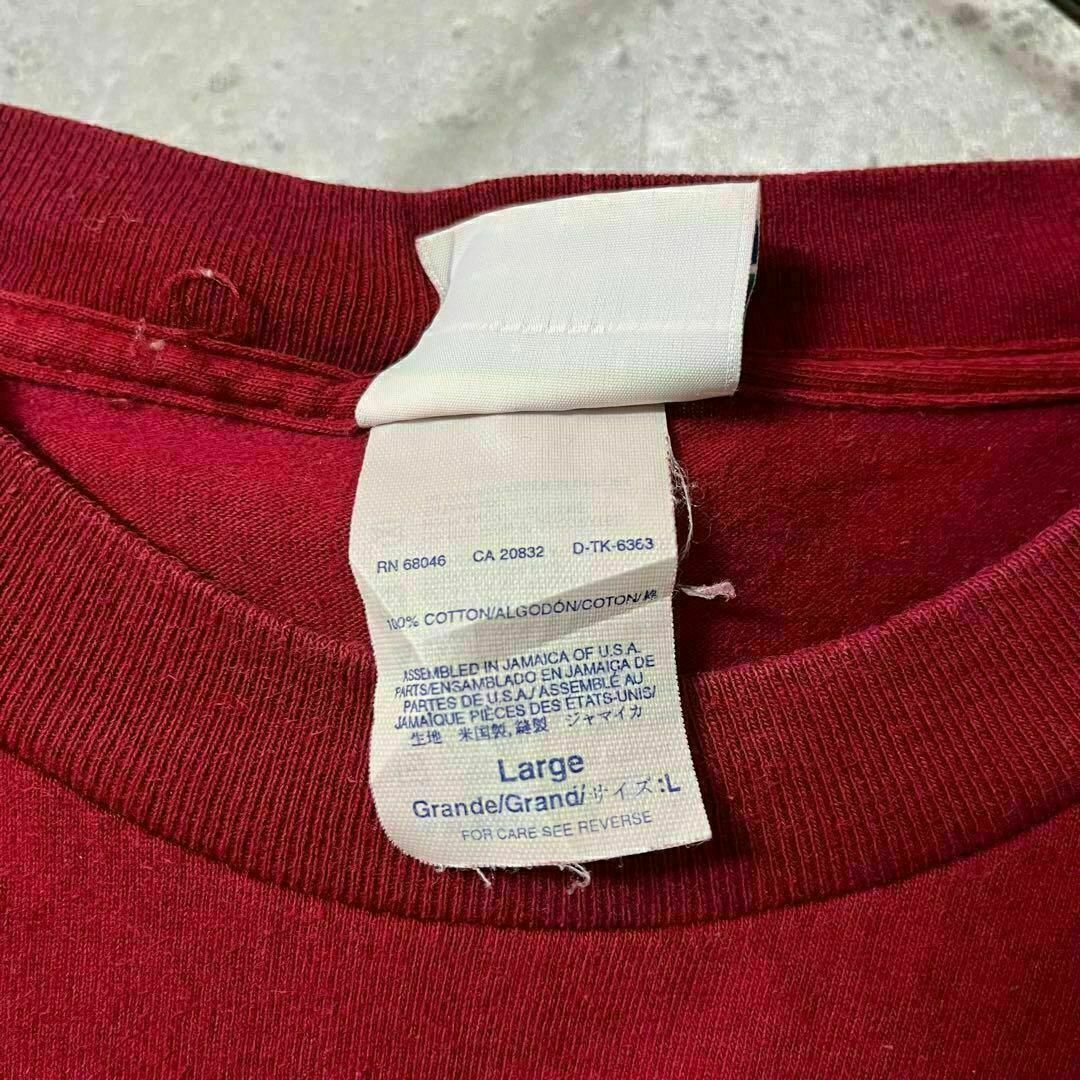 RN 68046 CA 20832 D-TK-6363
100% COTTON/ALGODÓN/COTON/綿
ASSEMBLED IN JAMAICA OF U.S.A.
PARTS/ENSAMBLADO EN JAMAICA DE
PARTES DE U.S.A./ ASSEMBLÉ AU
JAMAÏQUE PIÈCES DES ÉTATS-UNIS/
生地 米国製, 縫製 ジャマイカ
Large
Grande/Grand/サイズ:L
FOR CARE SEE REVERSE